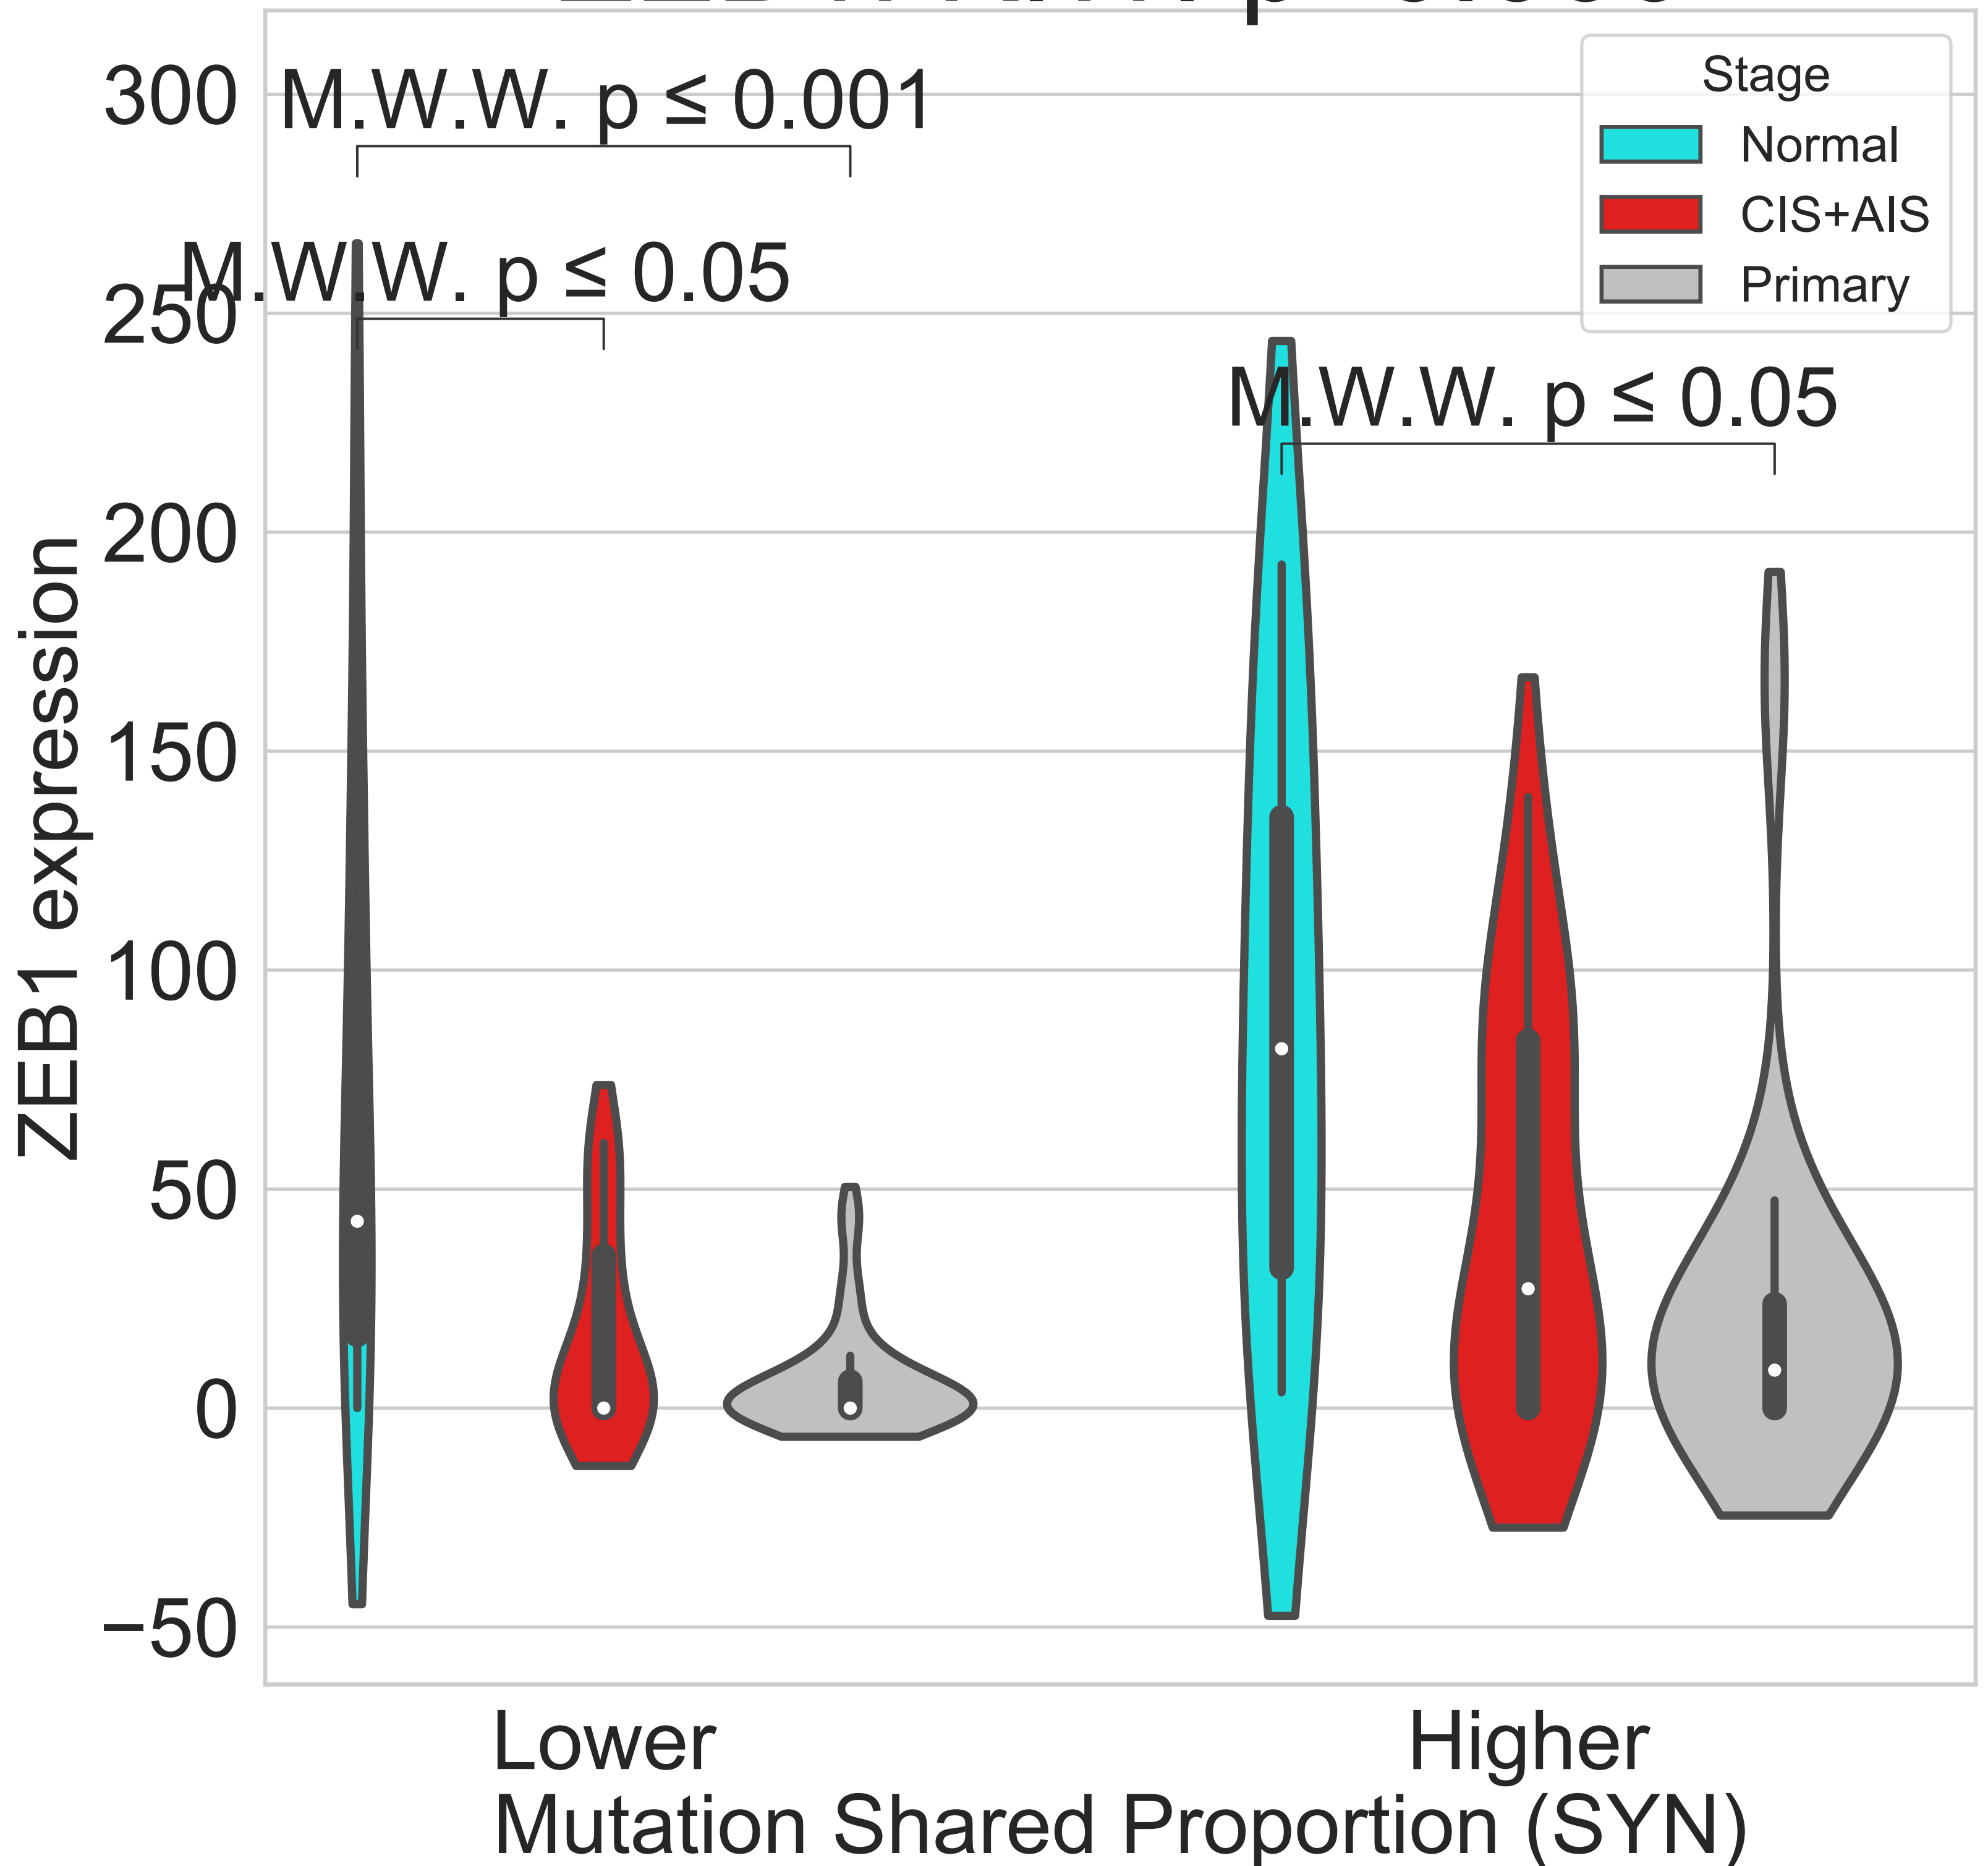 300
M.W.W. p ≤ 0.001
Stage
Normal
CIS+AIS
Primary
M.W.W. p ≤ 0.05
250
M.W.W. p ≤ 0.05
200
150
100
50
0
−50
ZEB1 expression
Lower
Higher
Mutation Shared Proportion (SYN)